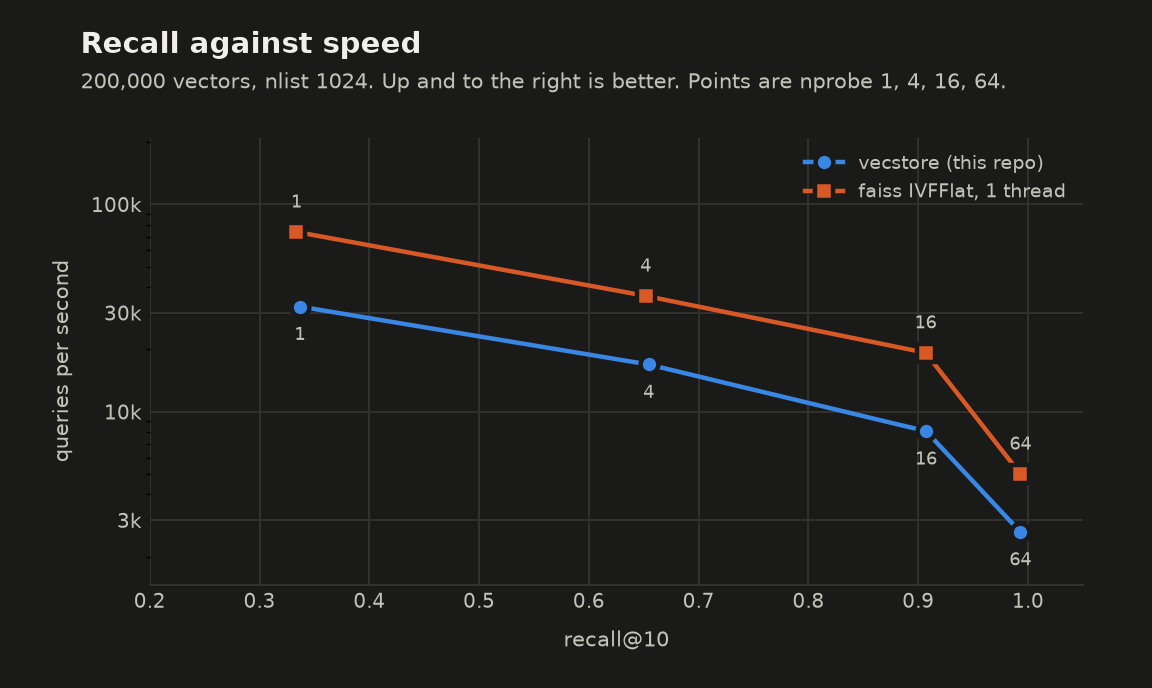 Recall against speed
200,000 vectors, nlist 1024. Up and to the right is better. Points are nprobe 1, 4, 16, 64.
vecstore (this repo)
faiss IVFFlat, 1 thread
queries per second
100k
30k
10k
3k
1
4
16
64
1
4
16
64
0.2
0.3
0.4
0.5
0.6
0.7
0.8
0.9
1.0
recall@10